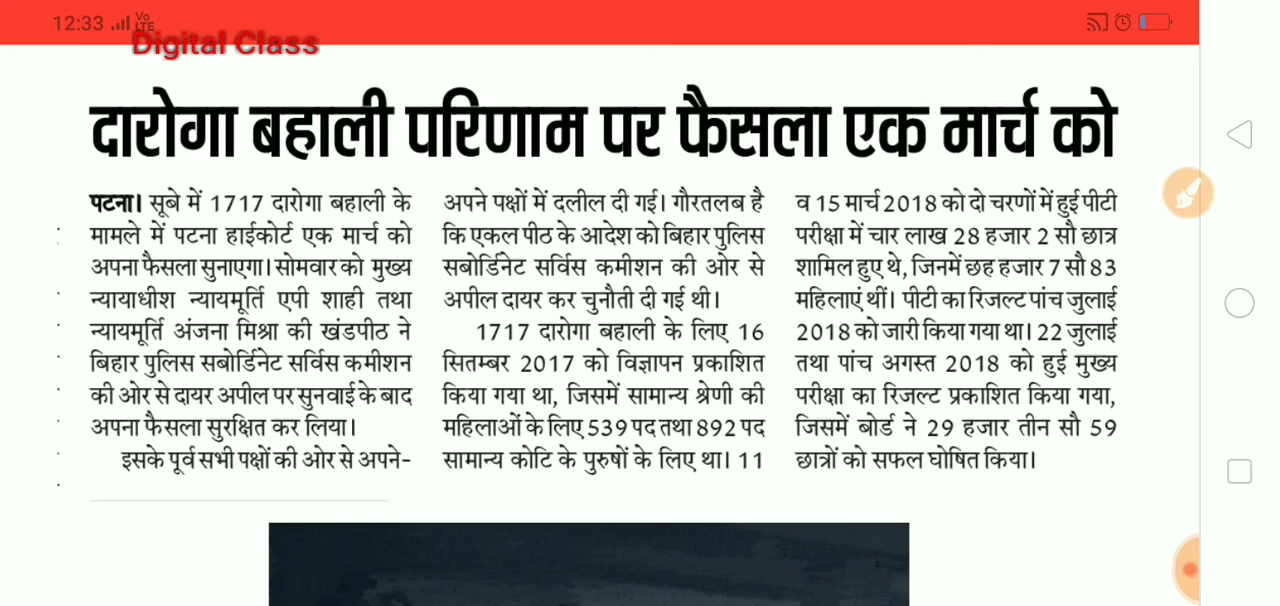 12:33
Vo
LTE
Digital Class
दारोगा बहाली परिणाम पर फैसला एक मार्च को
पटना। सूबे में 1717 दारोगा बहाली के
मामले में पटना हाईकोर्ट एक मार्च को
अपना फैसला सुनाएगा। सोमवार को मुख्य
न्यायाधीश न्यायमूर्ति एपी शाही तथा
न्यायमूर्ति अंजना मिश्रा की खंडपीठ ने
बिहार पुलिस सबोर्डिनेट सर्विस कमीशन
की ओर से दायर अपील पर सुनवाई के बाद
अपना फैसला सुरक्षित कर लिया।
इसके पूर्व सभी पक्षों की ओर से अपने-
अपने पक्षों में दलील दी गई। गौरतलब है
कि एकल पीठ के आदेश को बिहार पुलिस
सबोर्डिनेट सर्विस कमीशन की ओर से
अपील दायर कर चुनौती दी गई थी।
1717 दारोगा बहाली के लिए 16
सितम्बर 2017 को विज्ञापन प्रकाशित
किया गया था, जिसमें सामान्य श्रेणी की
महिलाओं के लिए 539 पद तथा 892 पद
सामान्य कोटि के पुरुषों के लिए था। 11
व 15 मार्च 2018 को दो चरणों में हुई पीटी
परीक्षा में चार लाख 28 हजार 2 सौ छात्र
शामिल हुए थे, जिनमें छह हजार 7 सौ 83
महिलाएं थीं। पीटी का रिजल्ट पांच जुलाई
2018 को जारी किया गया था। 22 जुलाई
तथा पांच अगस्त 2018 को हुई मुख्य
परीक्षा का रिजल्ट प्रकाशित किया गया,
जिसमें बोर्ड ने 29 हजार तीन सौ 59
छात्रों को सफल घोषित किया।